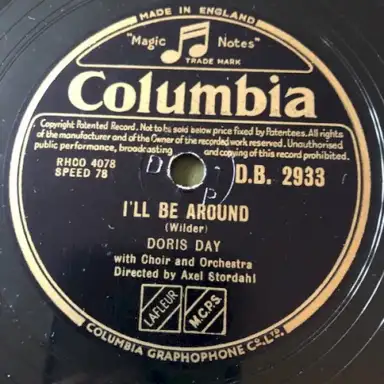 MADE IN ENGLAND
"Magic Notes"
TRADE MARK
Columbia
Copyright Patented Record. Not to be sold below price fixed by Patentees. All rights
of the manufacturer and of the Owner of the recorded work reserved. Unauthorised
public performance, broadcasting and copying of this record prohibited.
RHCO 4078
SPEED 78
D P
D.B. 2933
I'LL BE AROUND
(Wilder)
DORIS DAY
with Choir and Orchestra
Directed by Axel Stordahl
LAFLEUR
M.C.P.S.
COLUMBIA GRAPHOPHONE CO., LTD.